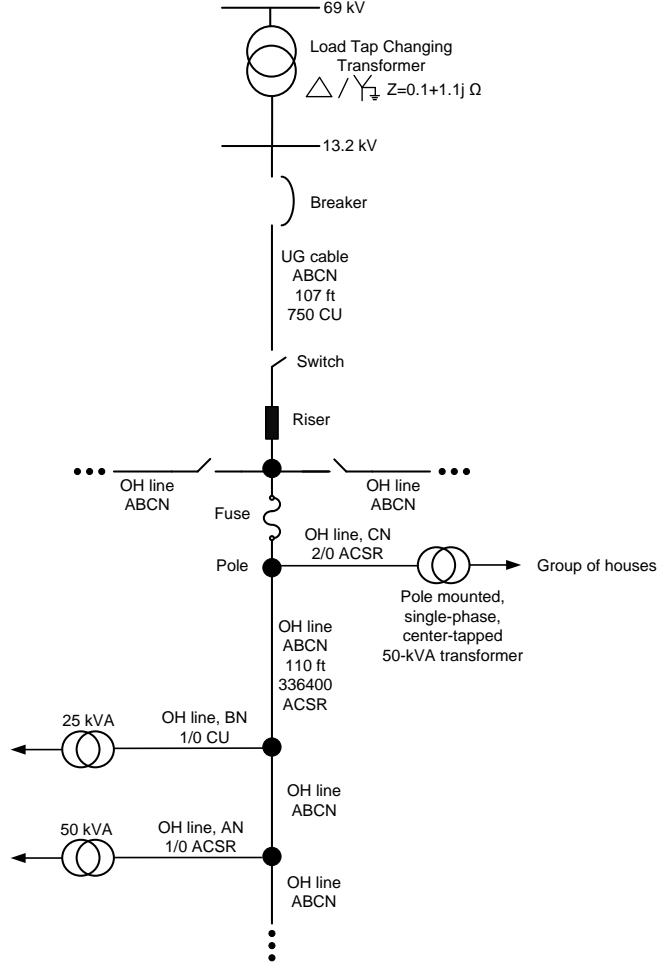 69 kV
Load Tap Changing
Transformer
/ Z=0.1+1.1j Ω
13.2 kV
Breaker
UG cable
ABCN
107 ft
750 CU
Switch
Riser
OH line
ABCN
OH line
ABCN
Fuse
OH line, CN
2/0 ACSR
Pole
Group of houses
Pole mounted,
single-phase,
center-tapped
50-kVA transformer
OH line
ABCN
110 ft
336400
ACSR
25 kVA
OH line, BN
1/0 CU
OH line
ABCN
50 kVA
OH line, AN
1/0 ACSR
OH line
ABCN